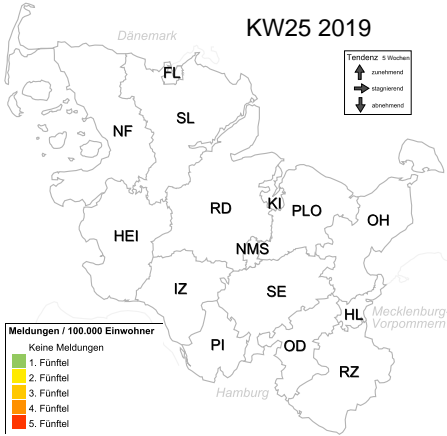 Dänemark
KW25 2019
Tendenz 5 Wochen:
zunehmend
stagnierend
abnehmend
FL
NF
SL
RD
KI
PLO
OH
HEI
NMS
IZ
SE
HL
Mecklenburg-
Vorpommern
PI
OD
RZ
Hamburg
Meldungen / 100.000 Einwohner
Keine Meldungen
1. Fünftel
2. Fünftel
3. Fünftel
4. Fünftel
5. Fünftel